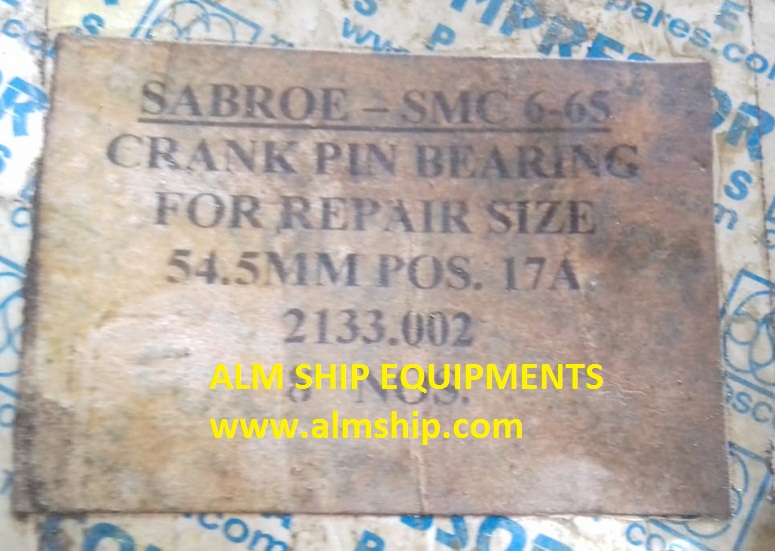 SABROE – SMC 6-65
CRANK PIN BEARING
FOR REPAIR SIZE
54.5MM POS. 17A
2133.002
NOS.
ALM SHIP EQUIPMENTS
www.almship.com